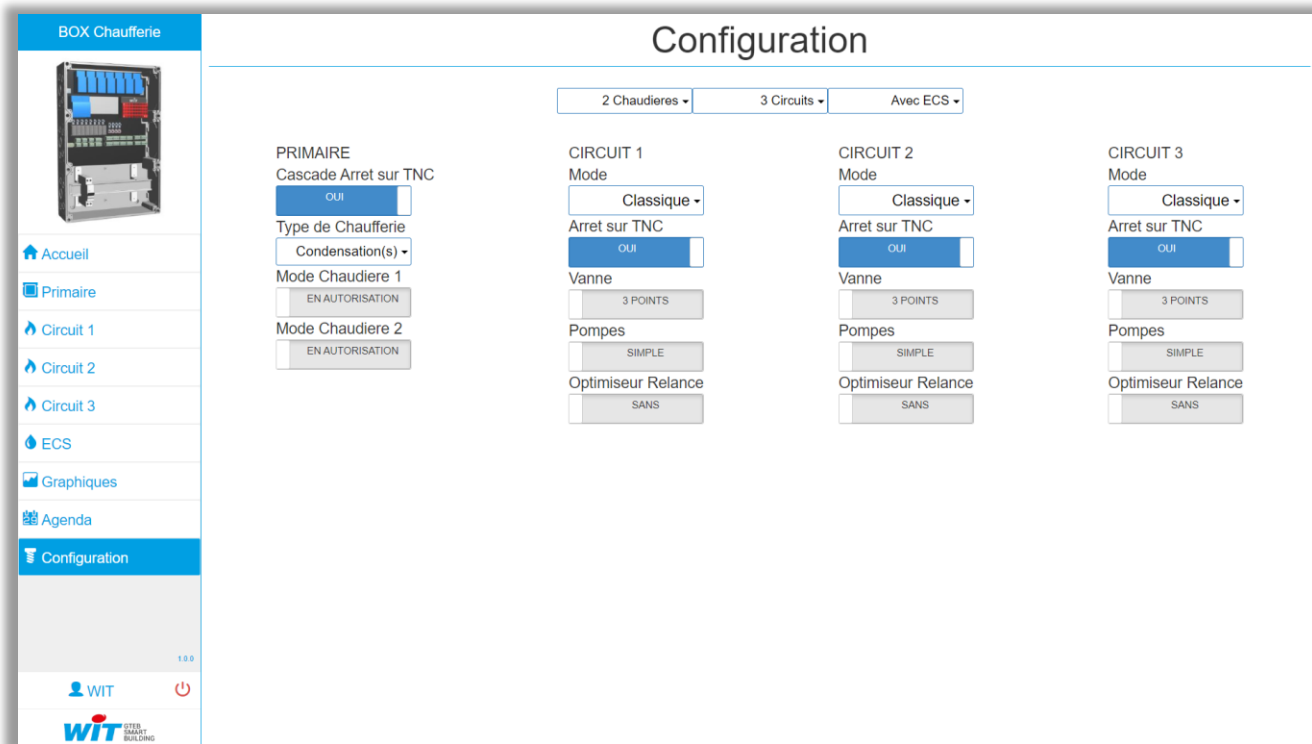 BOX Chaufferie
Accueil
Primaire
Circuit 1
Circuit 2
Circuit 3
ECS
Graphiques
Agenda
Configuration
1.0.0
WIT
WiT GTEB SMART BUILDING
Configuration
2 Chaudieres 3 Circuits Avec ECS
PRIMAIRE
Cascade Arret sur TNC
OUI
Type de Chaufferie
Condensation(s)
Mode Chaudiere 1
EN AUTORISATION
Mode Chaudiere 2
EN AUTORISATION
CIRCUIT 1
Mode
Classique
Arret sur TNC
OUI
Vanne
3 POINTS
Pompes
SIMPLE
Optimiseur Relance
SANS
CIRCUIT 2
Mode
Classique
Arret sur TNC
OUI
Vanne
3 POINTS
Pompes
SIMPLE
Optimiseur Relance
SANS
CIRCUIT 3
Mode
Classique
Arret sur TNC
OUI
Vanne
3 POINTS
Pompes
SIMPLE
Optimiseur Relance
SANS